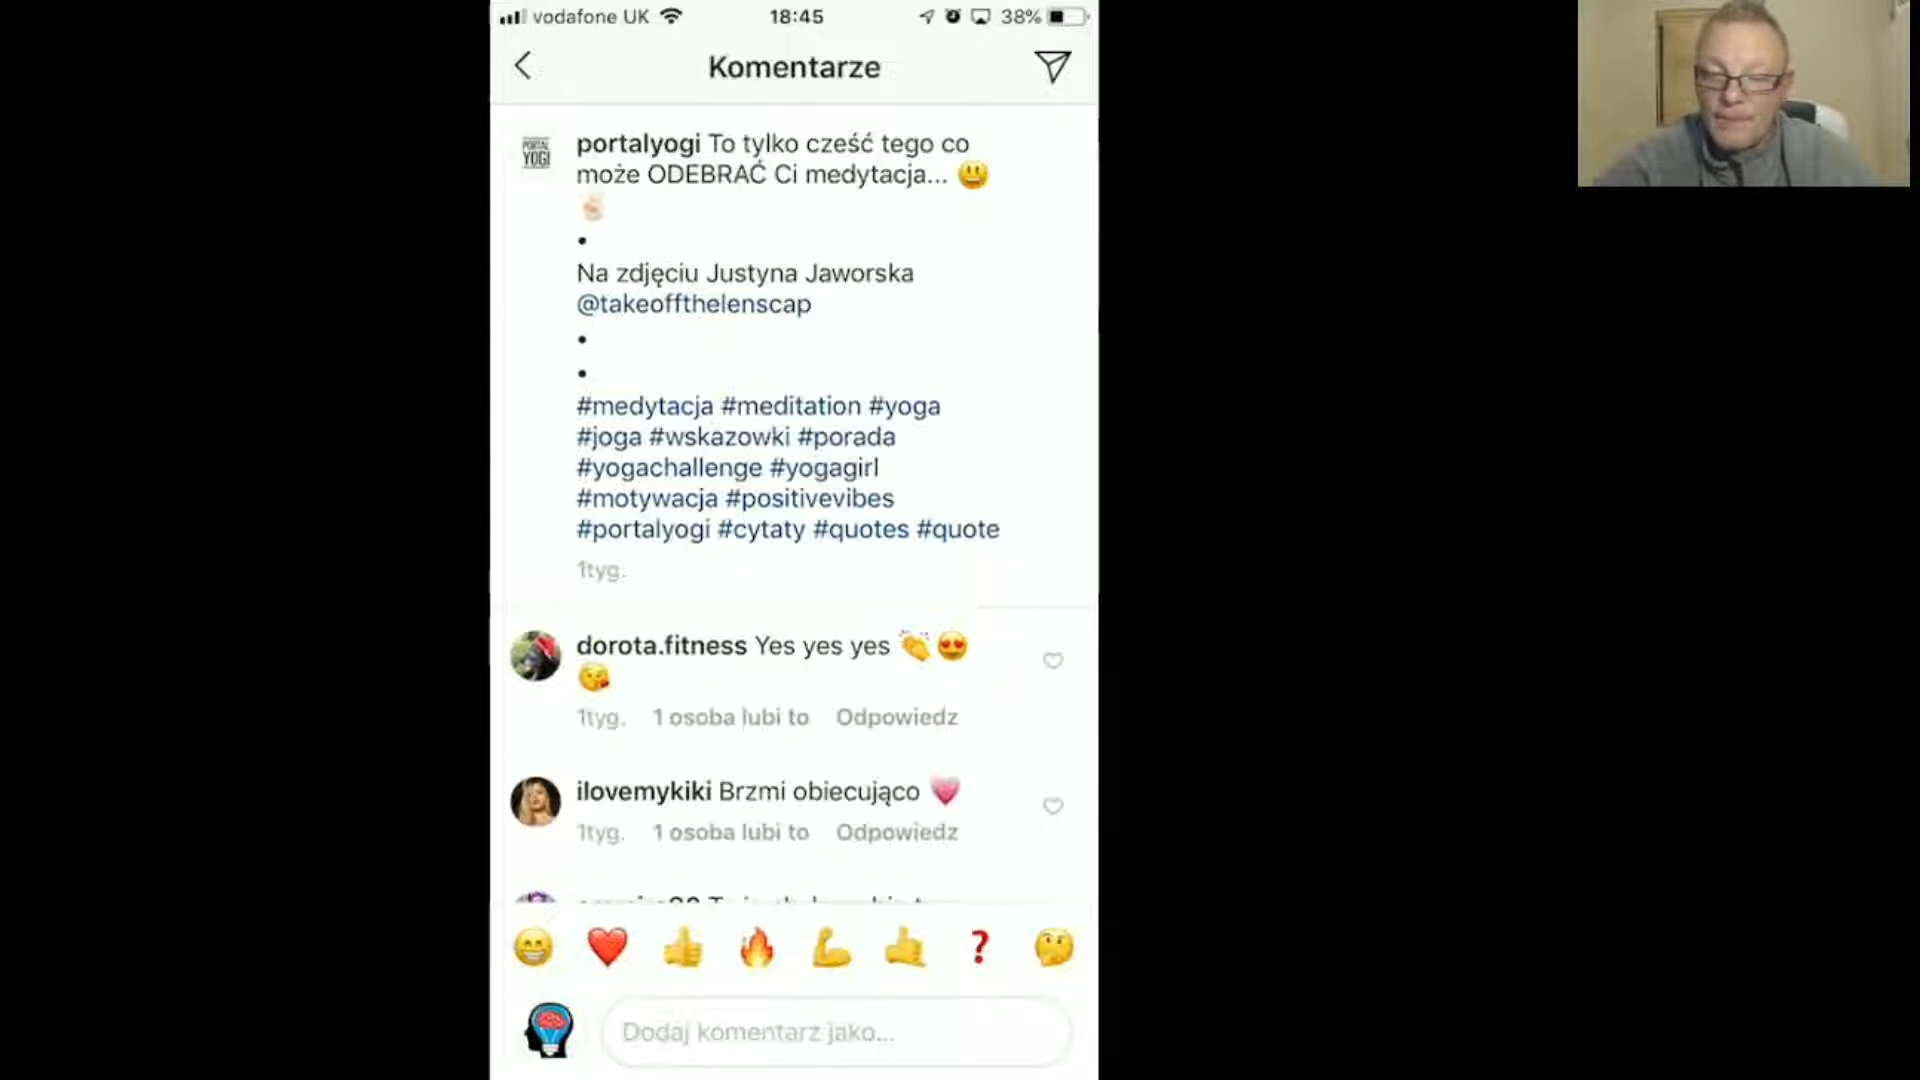 vodafone UK 18:45 38%
Komentarze
PORTAL
YOGI
portalyogi To tylko cześć tego co
może ODEBRAĆ Ci medytacja... 😃
✌🏻
•
Na zdjęciu Justyna Jaworska
@takeoffthelenscap
•
•
#medytacja #meditation #yoga
#joga #wskazowki #porada
#yogachallenge #yogagirl
#motywacja #positivevibes
#portalyogi #cytaty #quotes #quote
1tyg.
dorota.fitness Yes yes yes 👏😍
😘
1tyg. 1 osoba lubi to Odpowiedz
ilovemykiki Brzmi obiecująco 💗
1tyg. 1 osoba lubi to Odpowiedz
😁 ❤️ 👍 🔥 💪 🤙 ❓ 🤔
Dodaj komentarz jako...